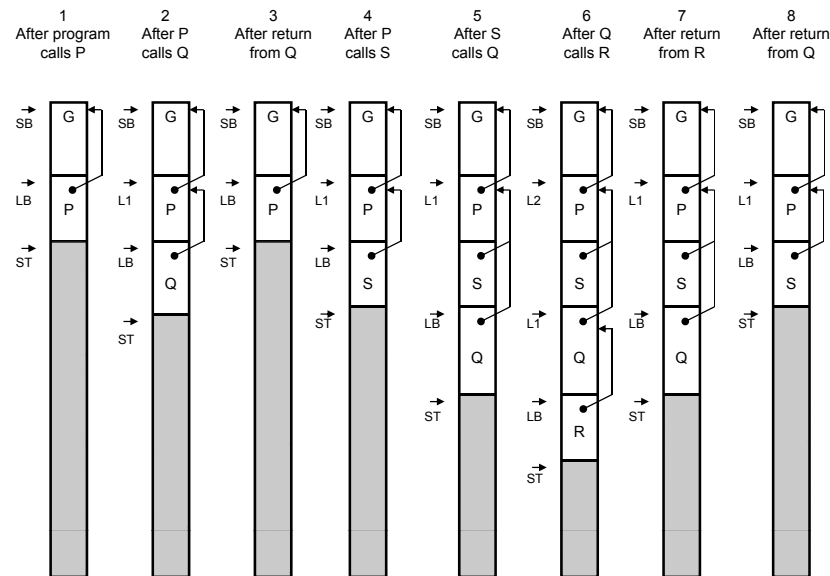 1
After program
calls P
2
After P
calls Q
3
After return
from Q
4
After P
calls S
5
After S
calls Q
6
After Q
calls R
7
After return
from R
8
After return
from Q
SB
G
LB
P
ST
SB
G
L1
P
LB
Q
ST
SB
G
LB
P
ST
SB
G
L1
P
LB
S
ST
SB
G
L1
P
S
LB
Q
ST
SB
G
L2
P
S
L1
Q
LB
R
ST
SB
G
L1
P
S
LB
Q
ST
SB
G
L1
P
LB
S
ST